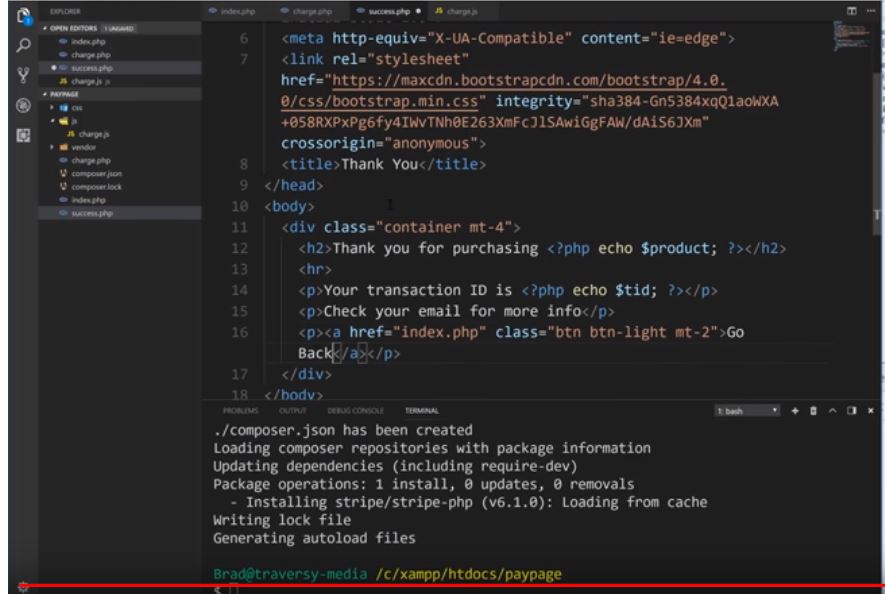 EXPLORER
OPEN EDITORS 1 UNSAVED
index.php
charge.php
success.php
charge.js js
PAYPAGE
css
js
charge.js
vendor
charge.php
composer.json
composer.lock
index.php
success.php
index.php charge.php success.php charge.js
6 <meta http-equiv="X-UA-Compatible" content="ie=edge">
7 <link rel="stylesheet"
href="https://maxcdn.bootstrapcdn.com/bootstrap/4.0.
0/css/bootstrap.min.css" integrity="sha384-Gn5384xqQ1aoWXA
+058RXPxPg6fy4IWvTNh0E263XmFcJlSAwiGgFAW/dAiS6JXm"
crossorigin="anonymous">
8 <title>Thank You</title>
9 </head>
10 <body>
11 <div class="container mt-4">
12 <h2>Thank you for purchasing <?php echo $product; ?></h2>
13 <hr>
14 <p>Your transaction ID is <?php echo $tid; ?></p>
15 <p>Check your email for more info</p>
16 <p><a href="index.php" class="btn btn-light mt-2">Go
Back</a></p>
17 </div>
18 </body>
PROBLEMS OUTPUT DEBUG CONSOLE TERMINAL 1: bash
./composer.json has been created
Loading composer repositories with package information
Updating dependencies (including require-dev)
Package operations: 1 install, 0 updates, 0 removals
- Installing stripe/stripe-php (v6.1.0): Loading from cache
Writing lock file
Generating autoload files
Brad@traversy-media /c/xampp/htdocs/paypage
$